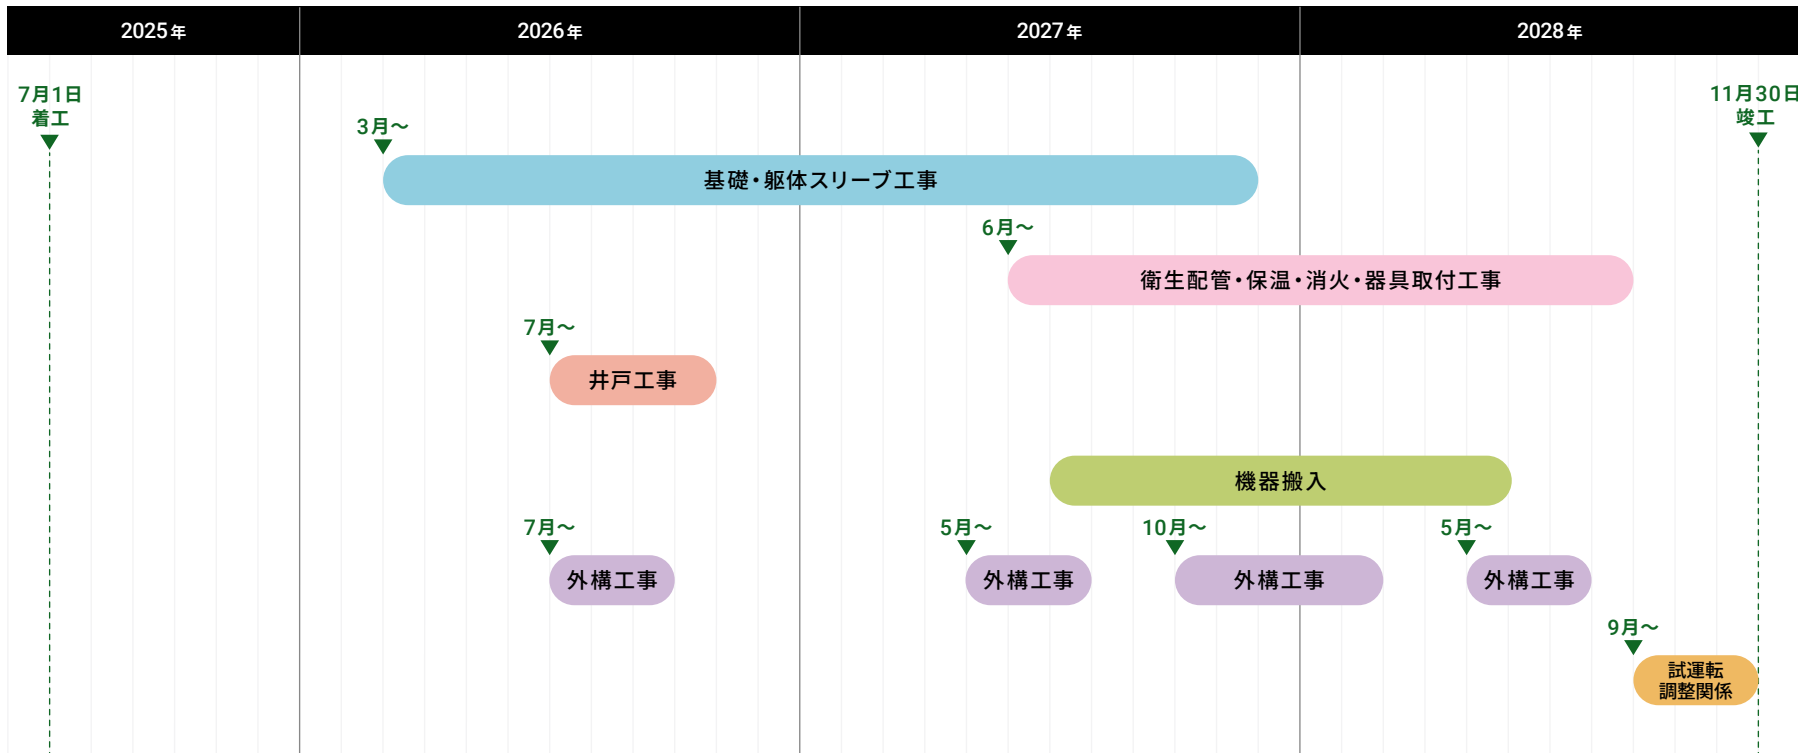 2025年
2026年
2027年
2028年
7月1日
着工
11月30日
竣工
3月〜
基礎・躯体スリーブ工事
6月〜
衛生配管・保温・消火・器具取付工事
7月〜
井戸工事
機器搬入
7月〜
5月〜
10月〜
5月〜
外構工事
外構工事
外構工事
外構工事
9月〜
試運転
調整関係